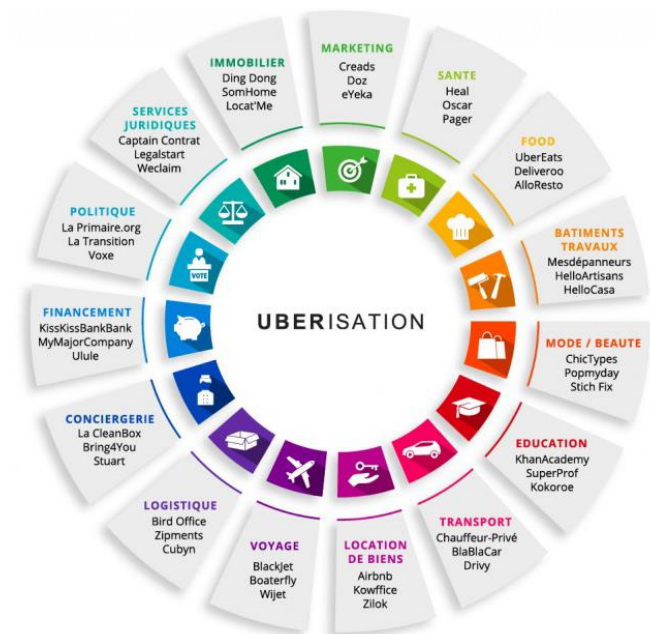 MARKETING
Creads
Doz
eYeka
SANTE
Heal
Oscar
Pager
FOOD
UberEats
Deliveroo
AlloResto
BATIMENTS
TRAVAUX
Mesdépanneurs
HelloArtisans
HelloCasa
MODE / BEAUTE
ChicTypes
Popmyday
Stich Fix
EDUCATION
KhanAcademy
SuperProf
Kokoroe
TRANSPORT
Chauffeur-Privé
BlaBlaCar
Drivy
LOCATION
DE BIENS
Airbnb
Kowffice
Zilok
VOYAGE
BlackJet
Boaterfly
Wijet
LOGISTIQUE
Bird Office
Zipments
Cubyn
CONCIERGERIE
La CleanBox
Bring4You
Stuart
FINANCEMENT
KissKissBankBank
MyMajorCompany
Ulule
POLITIQUE
La Primaire.org
La Transition
Voxe
SERVICES
JURIDIQUES
Captain Contrat
Legalstart
Weclaim
IMMOBILIER
Ding Dong
SomHome
Locat'Me
VOTE
UBERISATION